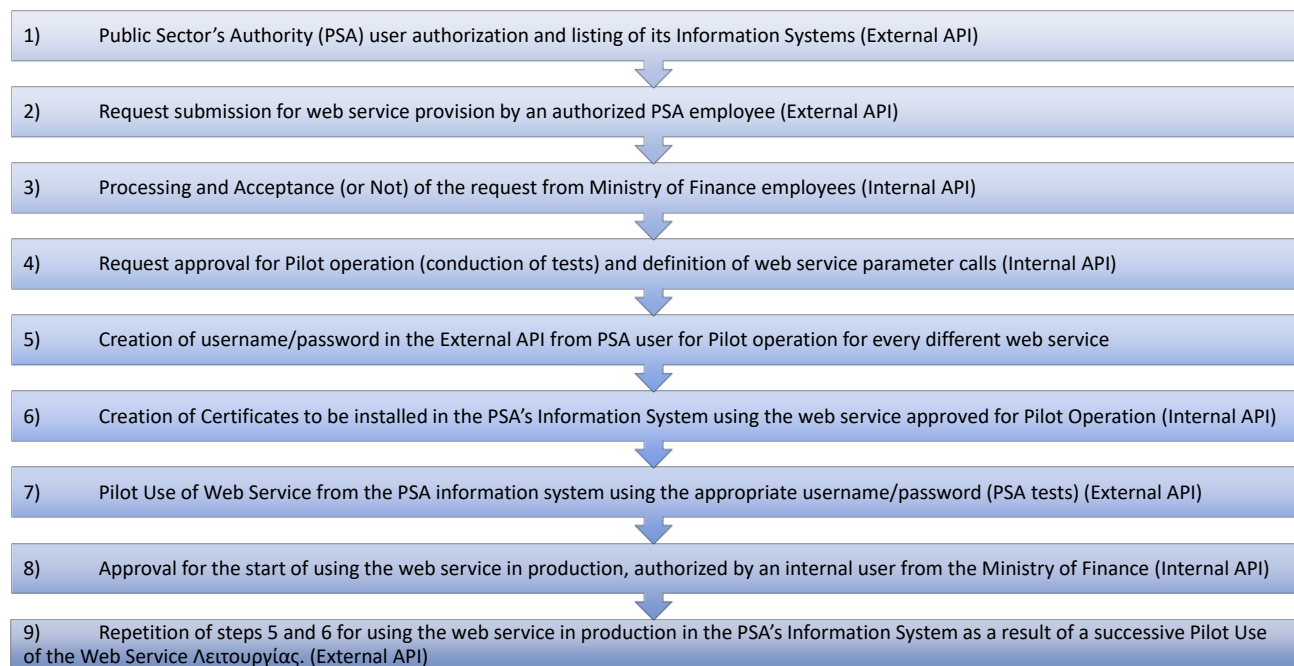 1) Public Sector’s Authority (PSA) user authorization and listing of its Information Systems (External API)
2) Request submission for web service provision by an authorized PSA employee (External API)
3) Processing and Acceptance (or Not) of the request from Ministry of Finance employees (Internal API)
4) Request approval for Pilot operation (conduction of tests) and definition of web service parameter calls (Internal API)
5) Creation of username/password in the External API from PSA user for Pilot operation for every different web service
6) Creation of Certificates to be installed in the PSA’s Information System using the web service approved for Pilot Operation (Internal API)
7) Pilot Use of Web Service from the PSA information system using the appropriate username/password (PSA tests) (External API)
8) Approval for the start of using the web service in production, authorized by an internal user from the Ministry of Finance (Internal API)
9) Repetition of steps 5 and 6 for using the web service in production in the PSA’s Information System as a result of a successive Pilot Use
of the Web Service Λειτουργίας. (External API)